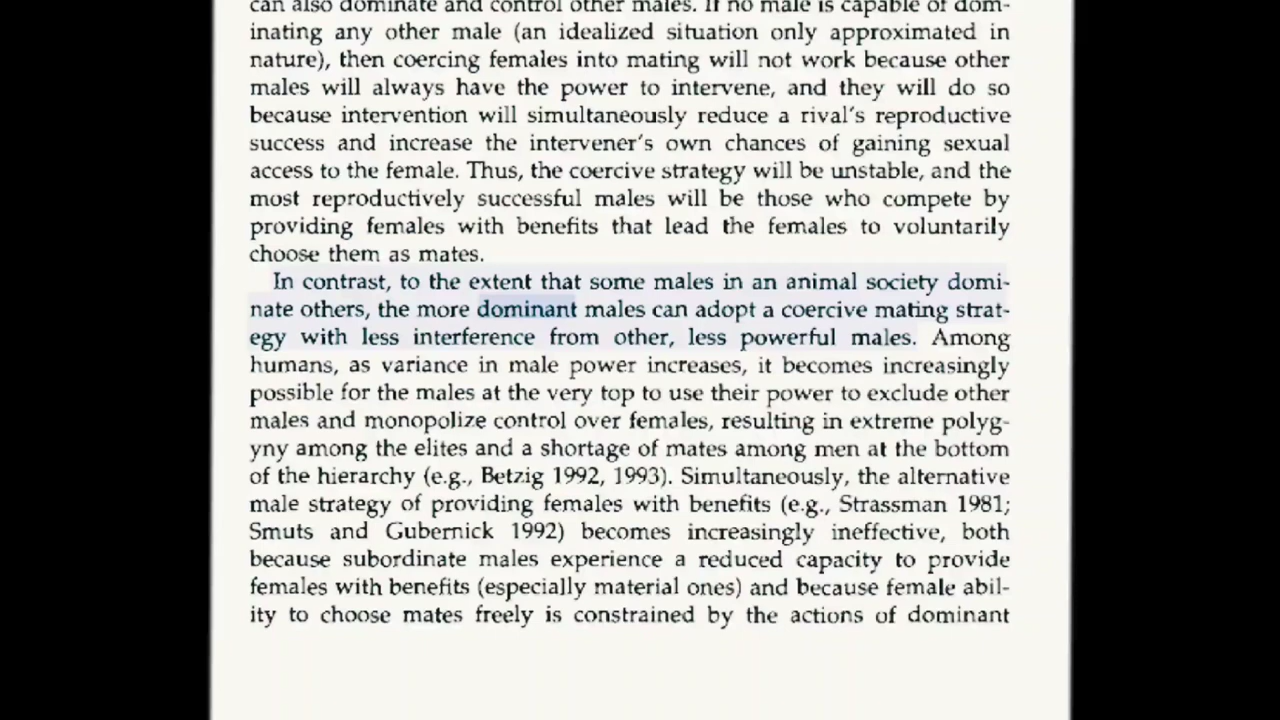 can also dominate and control other males. If no male is capable of dom-
inating any other male (an idealized situation only approximated in
nature), then coercing females into mating will not work because other
males will always have the power to intervene, and they will do so
because intervention will simultaneously reduce a rival's reproductive
success and increase the intervener's own chances of gaining sexual
access to the female. Thus, the coercive strategy will be unstable, and the
most reproductively successful males will be those who compete by
providing females with benefits that lead the females to voluntarily
choose them as mates.
In contrast, to the extent that some males in an animal society domi-
nate others, the more dominant males can adopt a coercive mating strat-
egy with less interference from other, less powerful males. Among
humans, as variance in male power increases, it becomes increasingly
possible for the males at the very top to use their power to exclude other
males and monopolize control over females, resulting in extreme polyg-
yny among the elites and a shortage of mates among men at the bottom
of the hierarchy (e.g., Betzig 1992, 1993). Simultaneously, the alternative
male strategy of providing females with benefits (e.g., Strassman 1981;
Smuts and Gubernick 1992) becomes increasingly ineffective, both
because subordinate males experience a reduced capacity to provide
females with benefits (especially material ones) and because female abil-
ity to choose mates freely is constrained by the actions of dominant